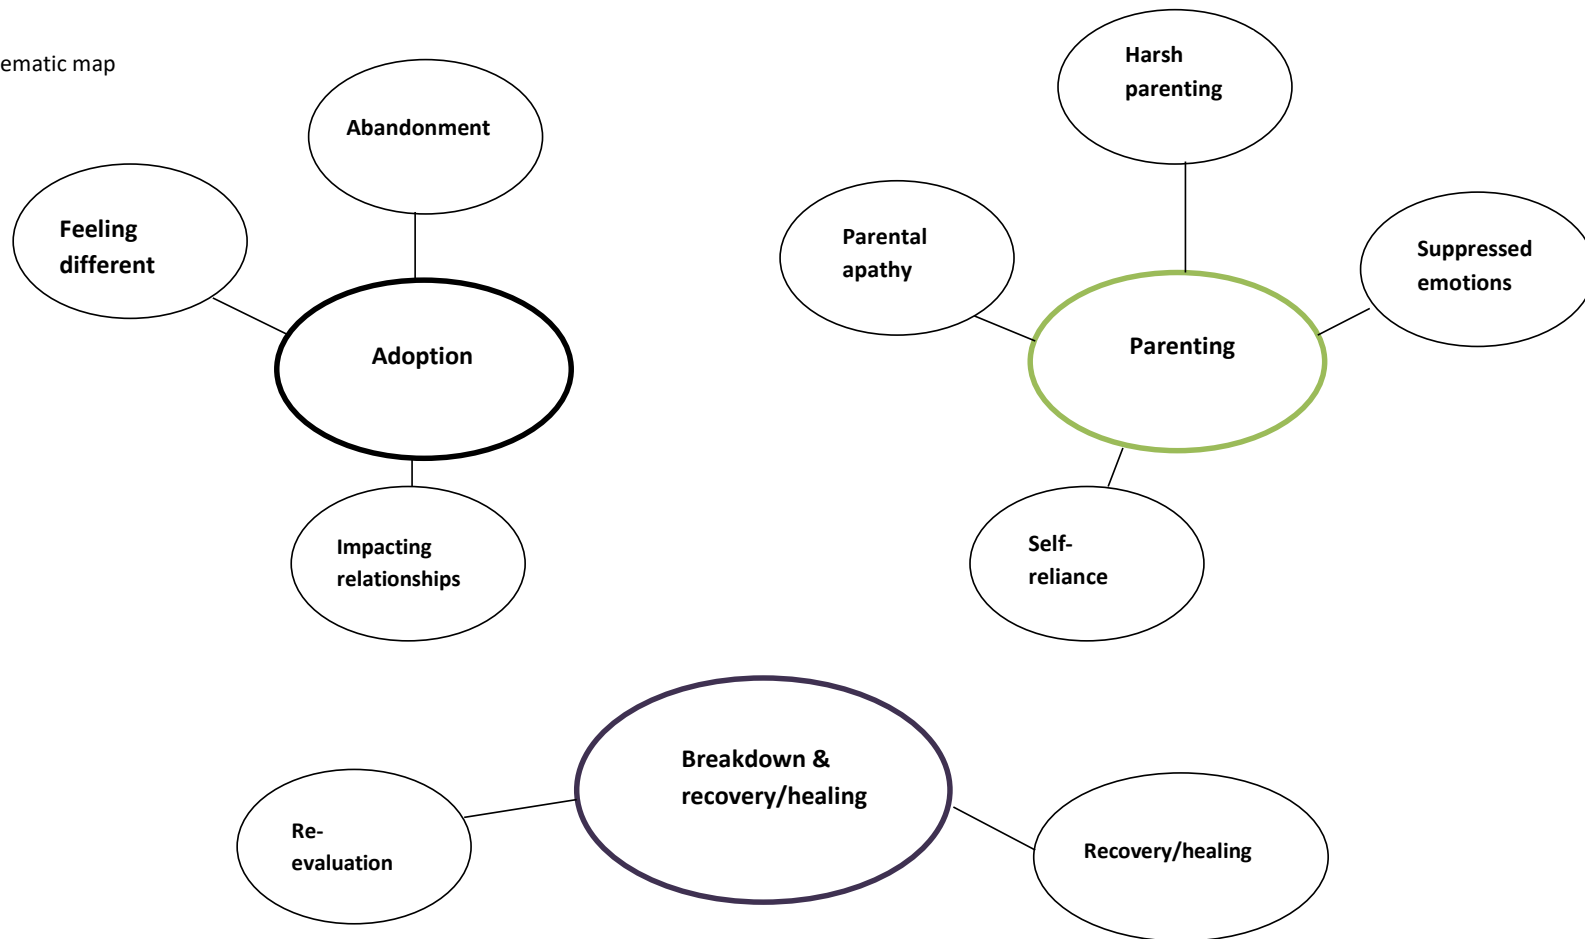 ematic map
Abandonment
Feeling
different
Adoption
Impacting
relationships
Harsh
parenting
Parental
apathy
Suppressed
emotions
Parenting
Self-
reliance
Breakdown &
recovery/healing
Re-
evaluation
Recovery/healing